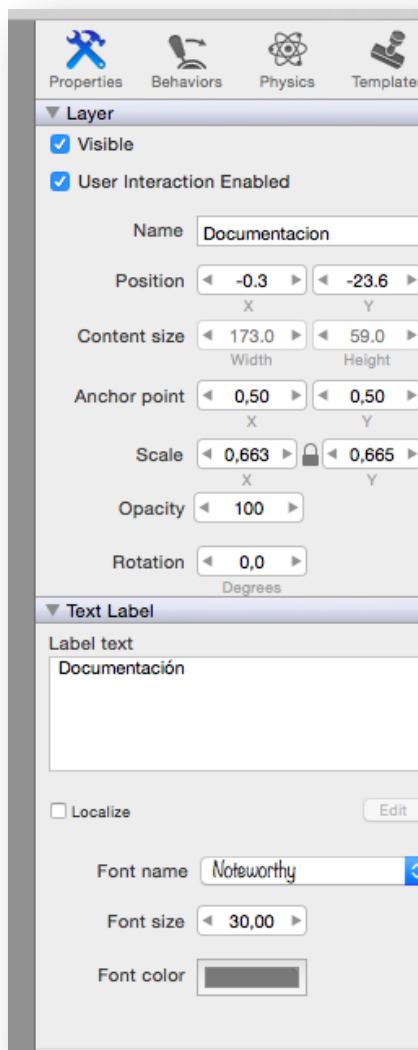 Properties Behaviors Physics Template
Layer
Visible
User Interaction Enabled
Name Documentacion
Position -0.3 -23.6
X Y
Content size 173.0 59.0
Width Height
Anchor point 0,50 0,50
X Y
Scale 0,663 0,665
X Y
Opacity 100
Rotation 0,0
Degrees
Text Label
Label text
Documentación
Localize Edit
Font name Noteworthy
Font size 30,00
Font color